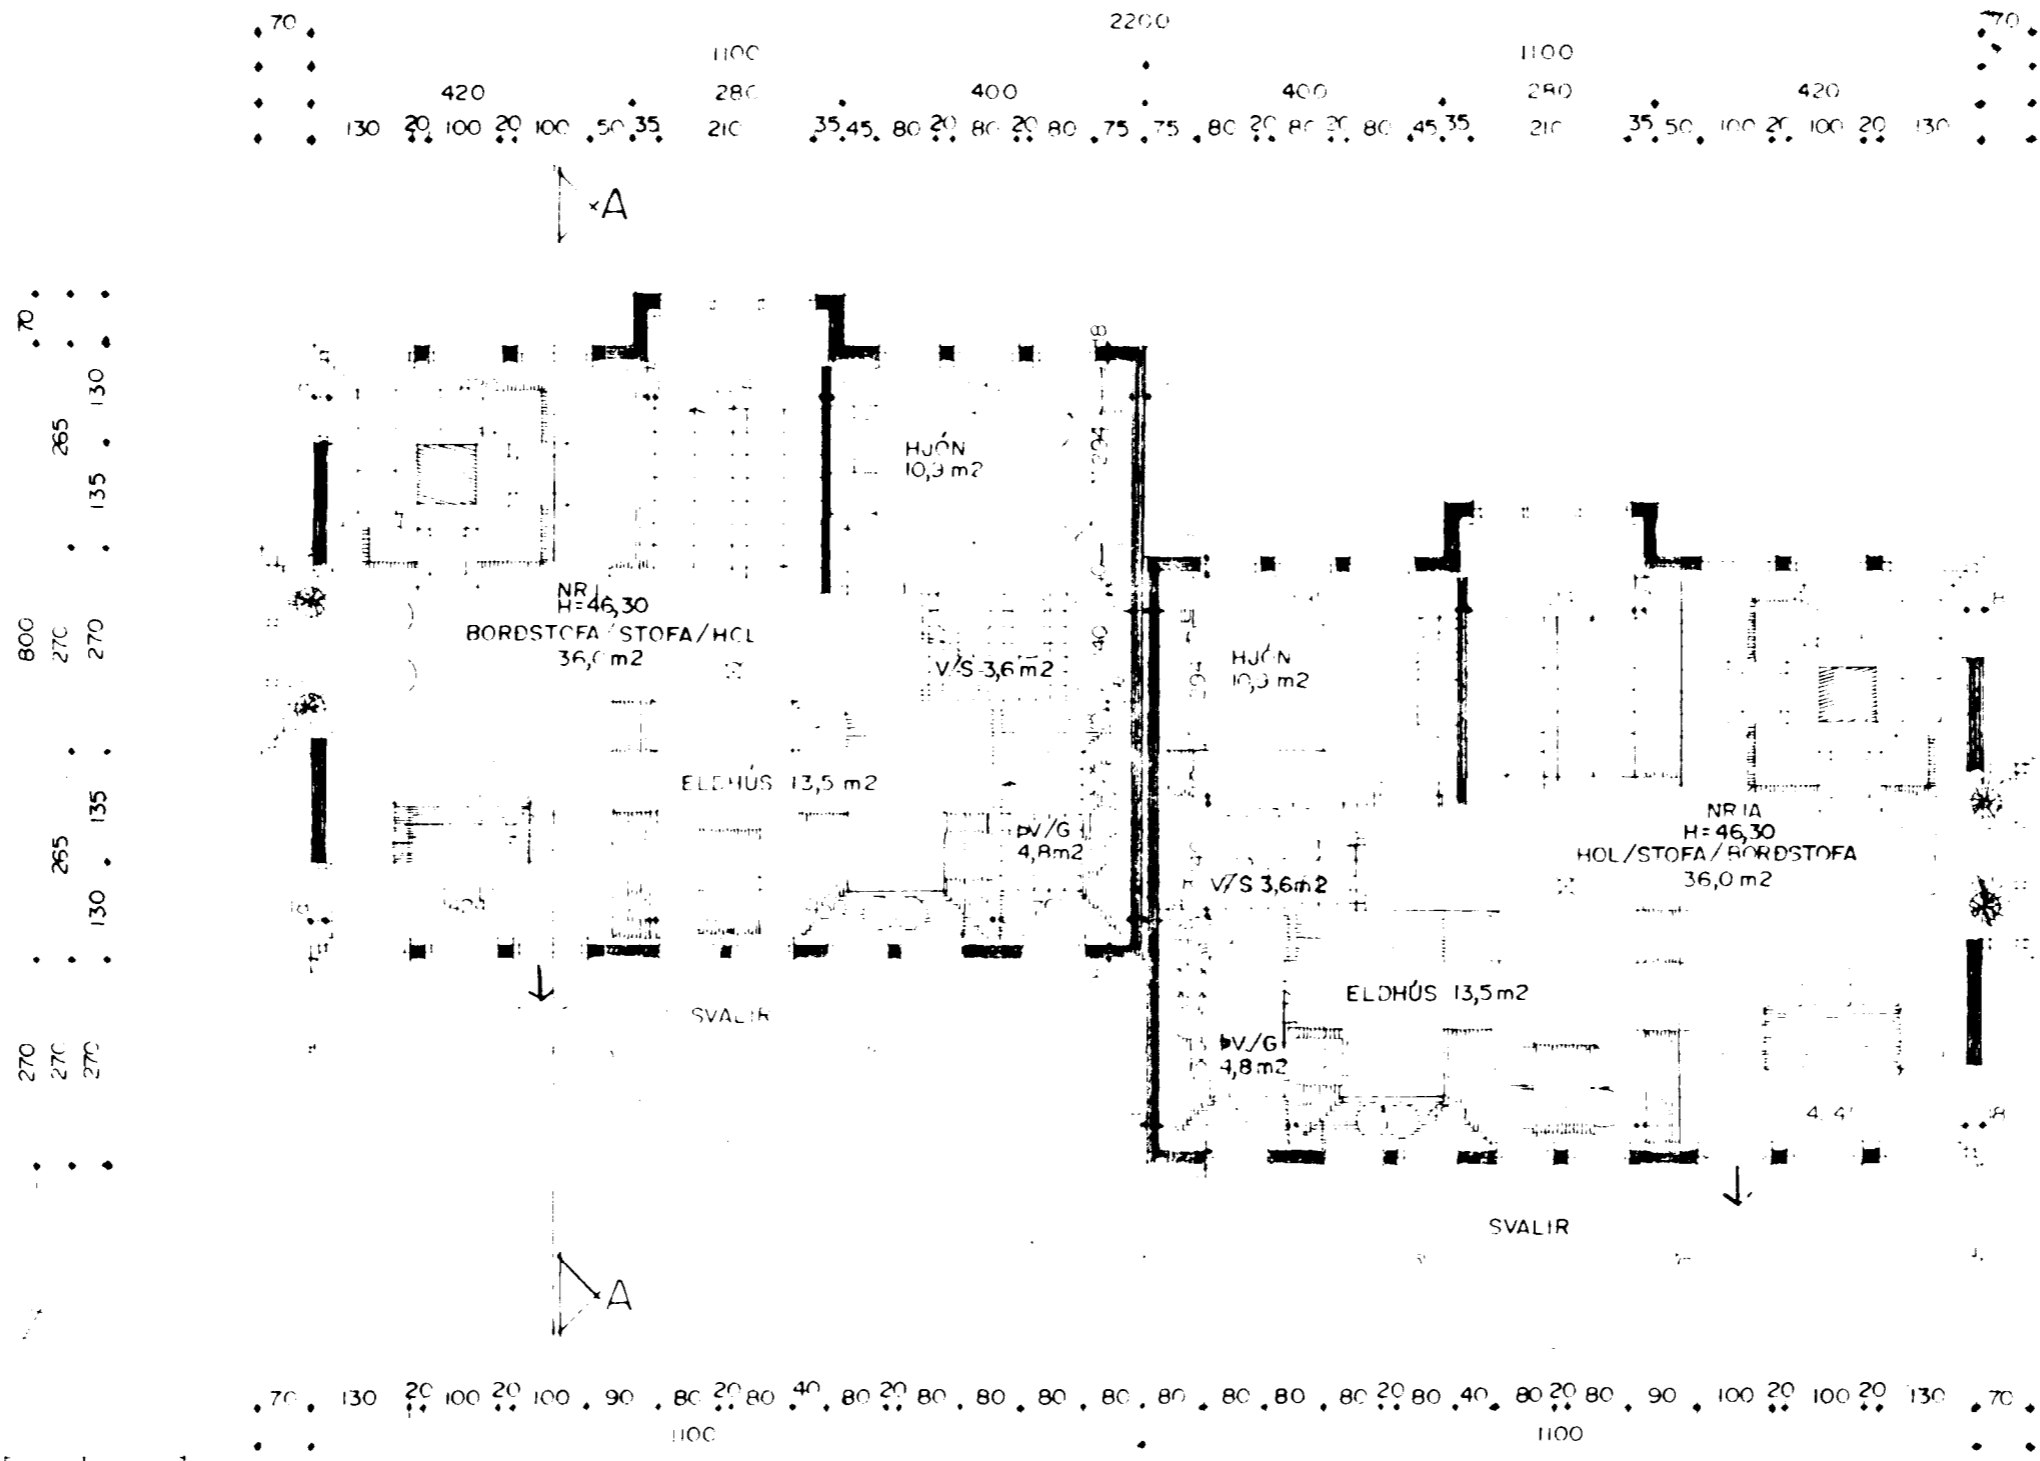 70 2200 70
1100 1100
420 280 400 400 280 420
130 20 100 20 100 50 35 210 35 45 80 20 80 20 80 75 75 80 20 80 20 80 45 35 210 35 50 100 20 100 20 130
A
70
130
265
135
800
270
270
135
265
130
270
270
270
HJÓN
10,9 m2
294
NR 1
H=46,30
BORÐSTOFA/STOFA/HOL
36,0 m2
V/S 3,6 m2
ELDHÚS 13,5 m2
ÞV/G
4,8 m2
SVALIR
HJÓN
10,9 m2
294
NR 1A
H=46,30
HOL/STOFA/BORÐSTOFA
36,0 m2
V/S 3,6 m2
ELDHÚS 13,5 m2
ÞV/G
4,8 m2
SVALIR
A
70 130 20 100 20 100 90 80 20 80 40 80 20 80 80 80 80 80 80 80 80 20 80 40 80 20 80 90 100 20 100 20 130 70
1100 1100